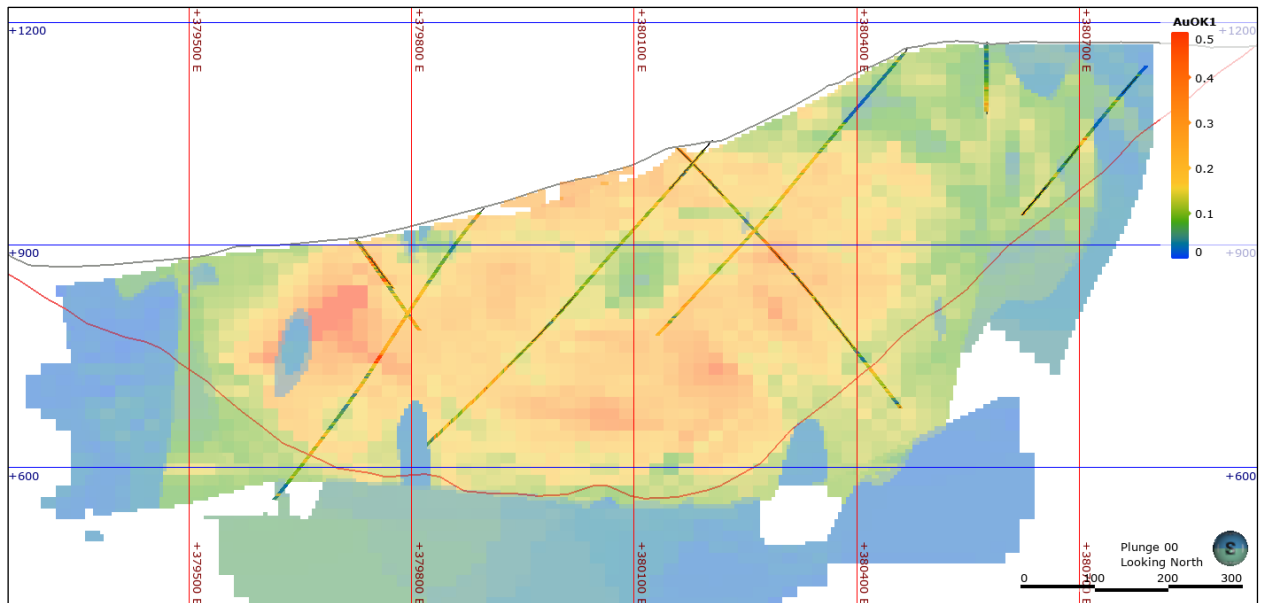 +379500 E
+379800 E
+380100 E
+380400 E
+380700 E
AuOK1
+1200
+1200
0.5
0.4
0.3
0.2
0.1
0
+900
+900
+600
+600
Plunge 00
Looking North
S
0 100 200 300
+379500 E
+379800 E
+380100 E
+380400 E
+380700 E